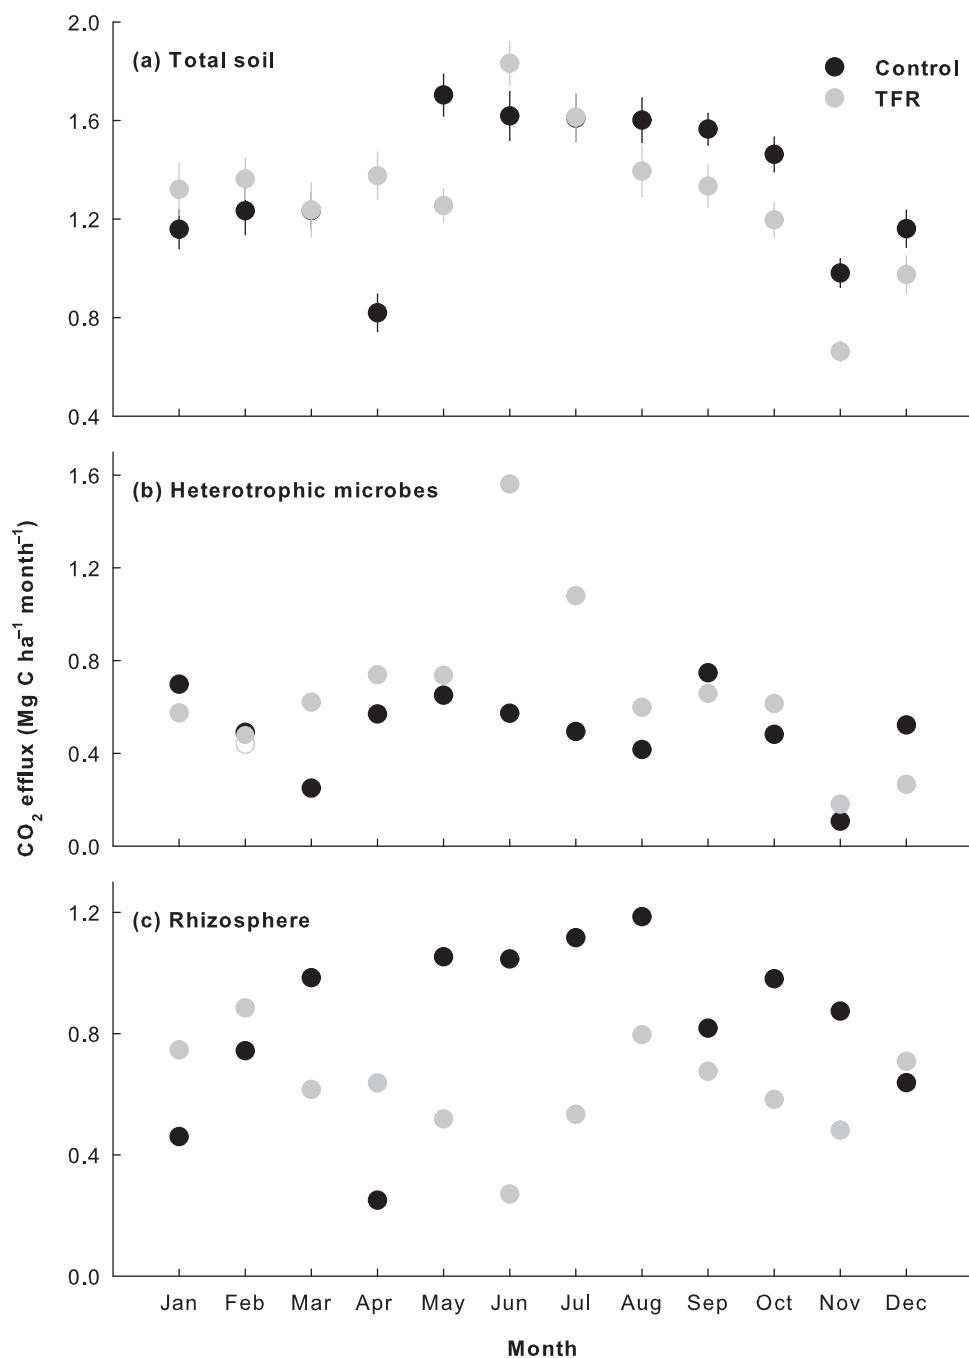 2.0
(a) Total soil
Control
TFR
1.6
1.2
0.8
0.4
1.6
(b) Heterotrophic microbes
1.2
0.8
0.4
0.0
CO₂ efflux (Mg C ha⁻¹ month⁻¹)
(c) Rhizosphere
1.2
0.8
0.4
0.0
Jan Feb Mar Apr May Jun Jul Aug Sep Oct Nov Dec
Month